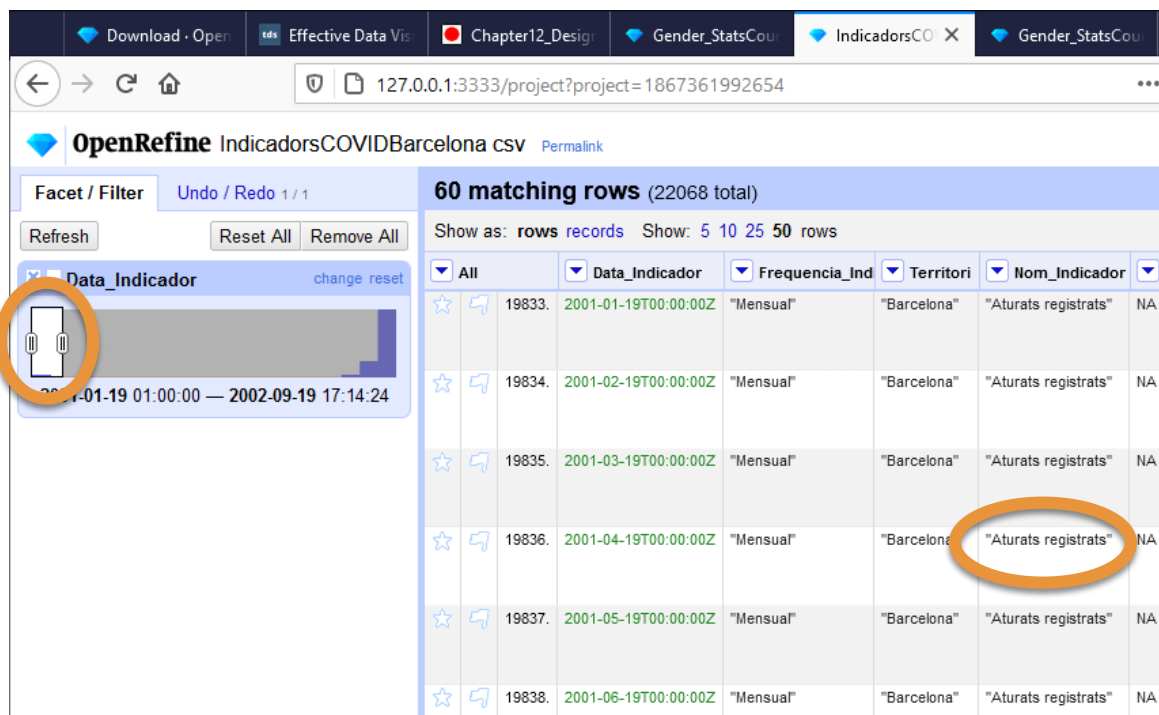 Download · Open
tds Effective Data Vis
Chapter12_Desig
Gender_StatsCou
IndicadorsCO
Gender_StatsCou
127.0.0.1:3333/project?project=1867361992654
OpenRefine IndicadorsCOVIDBarcelona csv Permalink
Facet / Filter Undo / Redo 1 / 1
60 matching rows (22068 total)
Refresh Reset All Remove All
Show as: rows records Show: 5 10 25 50 rows
Data_Indicador change reset
All Data_Indicador Frequencia_Ind Territori Nom_Indicador
19833. 2001-01-19T00:00:00Z "Mensual" "Barcelona" "Aturats registrats" NA
19834. 2001-02-19T00:00:00Z "Mensual" "Barcelona" "Aturats registrats" NA
2001-01-19 01:00:00 — 2002-09-19 17:14:24
19835. 2001-03-19T00:00:00Z "Mensual" "Barcelona" "Aturats registrats" NA
19836. 2001-04-19T00:00:00Z "Mensual" "Barcelona "Aturats registrats" NA
19837. 2001-05-19T00:00:00Z "Mensual" "Barcelona" "Aturats registrats" NA
19838. 2001-06-19T00:00:00Z "Mensual" "Barcelona" "Aturats registrats" NA